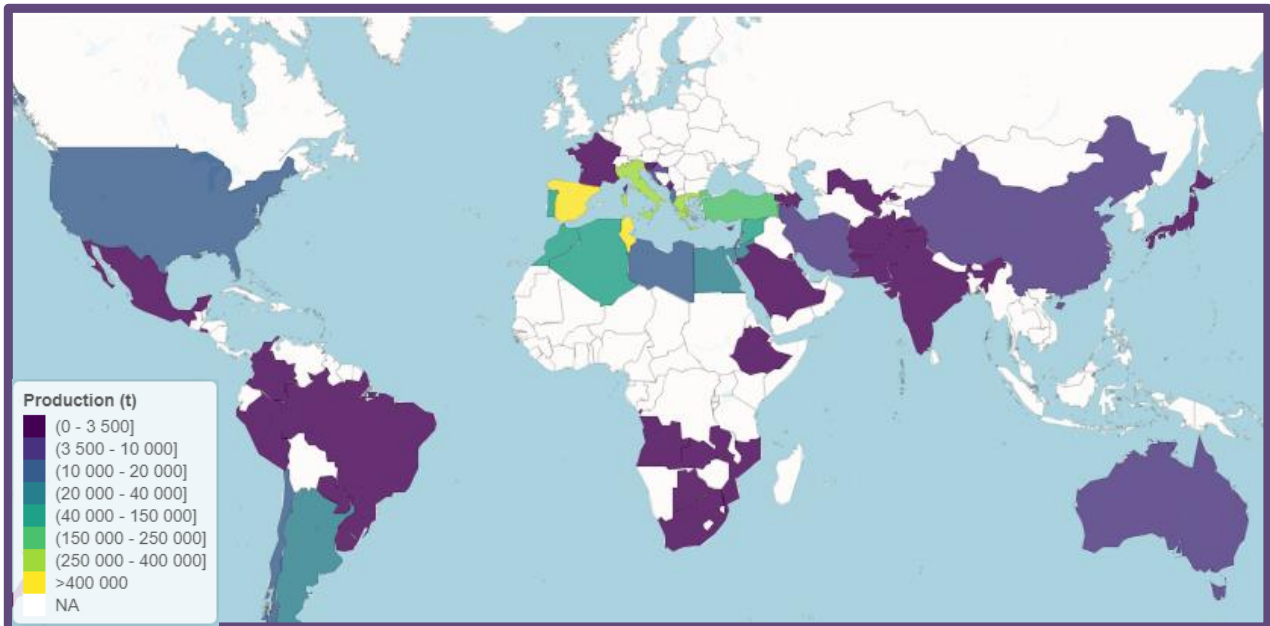 Production (t)
(0 - 3 500]
(3 500 - 10 000]
(10 000 - 20 000]
(20 000 - 40 000]
(40 000 - 150 000]
(150 000 - 250 000]
(250 000 - 400 000]
>400 000
NA